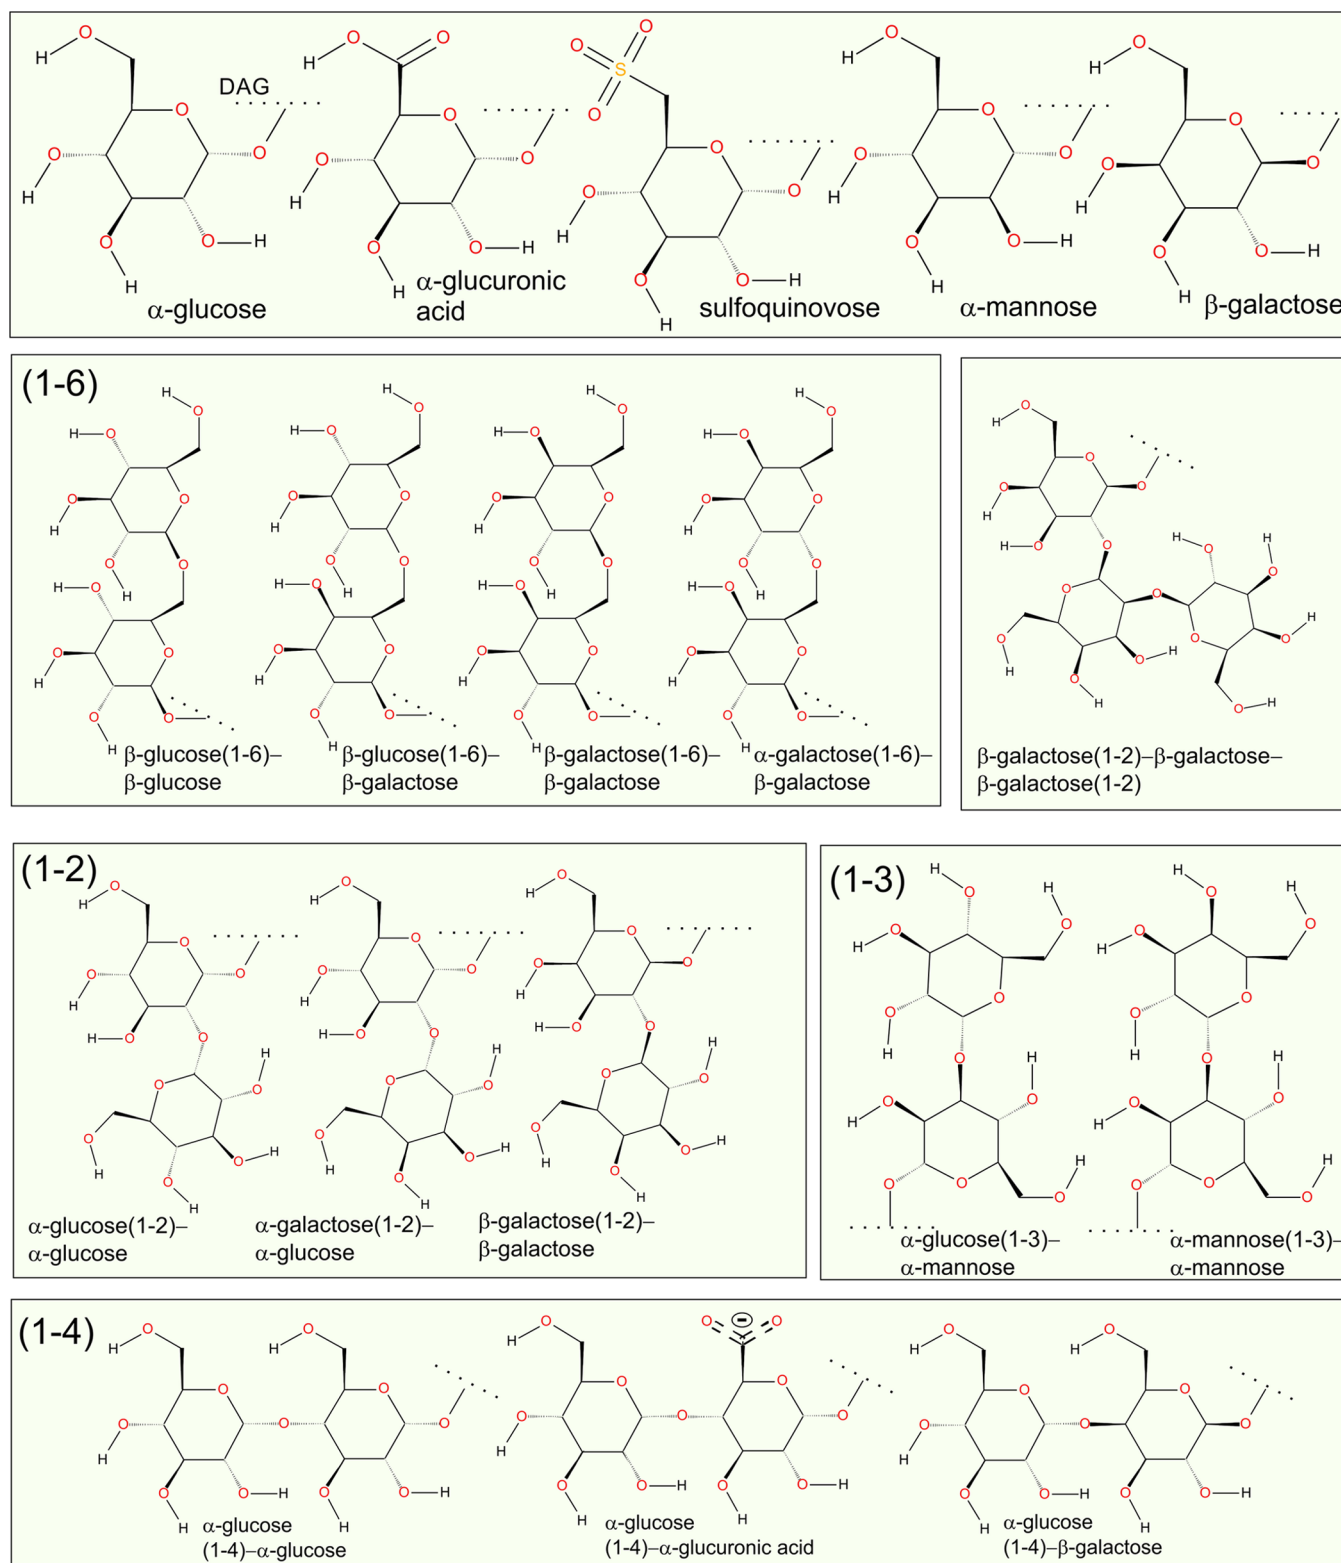 DAG
α-glucose
α-glucuronic
acid
sulfoquinovose
α-mannose
β-galactose
(1-6)
β-glucose(1-6)–
β-glucose
β-glucose(1-6)–
β-galactose
β-galactose(1-6)–
β-galactose
α-galactose(1-6)–
β-galactose
β-galactose(1-2)–β-galactose–
β-galactose(1-2)
(1-2)
α-glucose(1-2)–
α-glucose
α-galactose(1-2)–
α-glucose
β-galactose(1-2)–
β-galactose
(1-3)
α-glucose(1-3)–
α-mannose
α-mannose(1-3)–
α-mannose
(1-4)
α-glucose
(1-4)–α-glucose
α-glucose
(1-4)–α-glucuronic acid
α-glucose
(1-4)–β-galactose